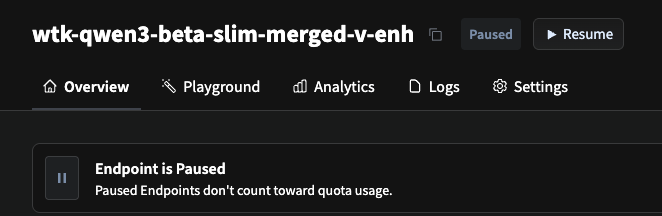 wtk-qwen3-beta-slim-merged-v-enh Paused Resume
Overview Playground Analytics Logs Settings
Endpoint is Paused
Paused Endpoints don't count toward quota usage.